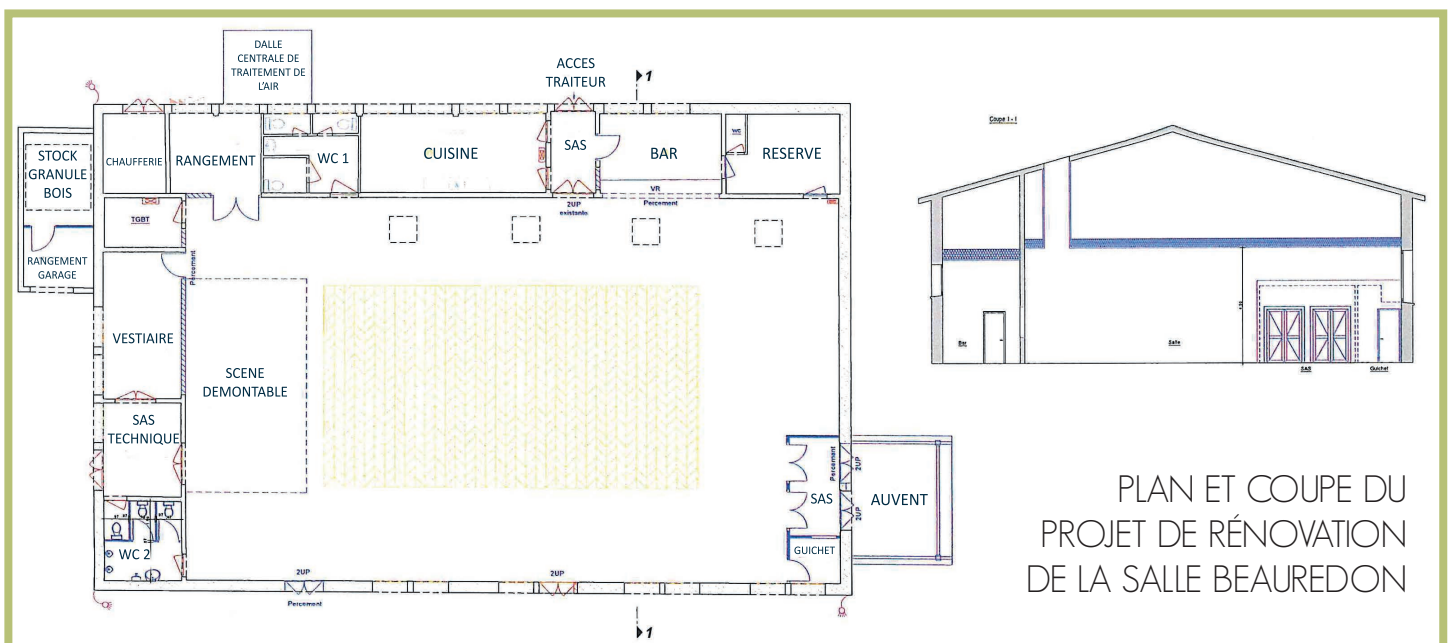 DALLE
CENTRALE DE
TRAITEMENT DE
L'AIR
ACCES
TRAITEUR
1
STOCK
GRANULE
BOIS
CHAUFFERIE
RANGEMENT
WC 1
CUISINE
SAS
BAR
WC
RESERVE
VR
Percement
2UP
existante
TGBT
RANGEMENT
GARAGE
Percement
VESTIAIRE
SCENE
DEMONTABLE
SAS
TECHNIQUE
WC 2
2UP
Percement
2UP
Percement
2UP
SAS
2UP
AUVENT
GUICHET
1
Coupe 1-1
Bar
Salle
SAS
Guichet
PLAN ET COUPE DU
PROJET DE RÉNOVATION
DE LA SALLE BEAUREDON